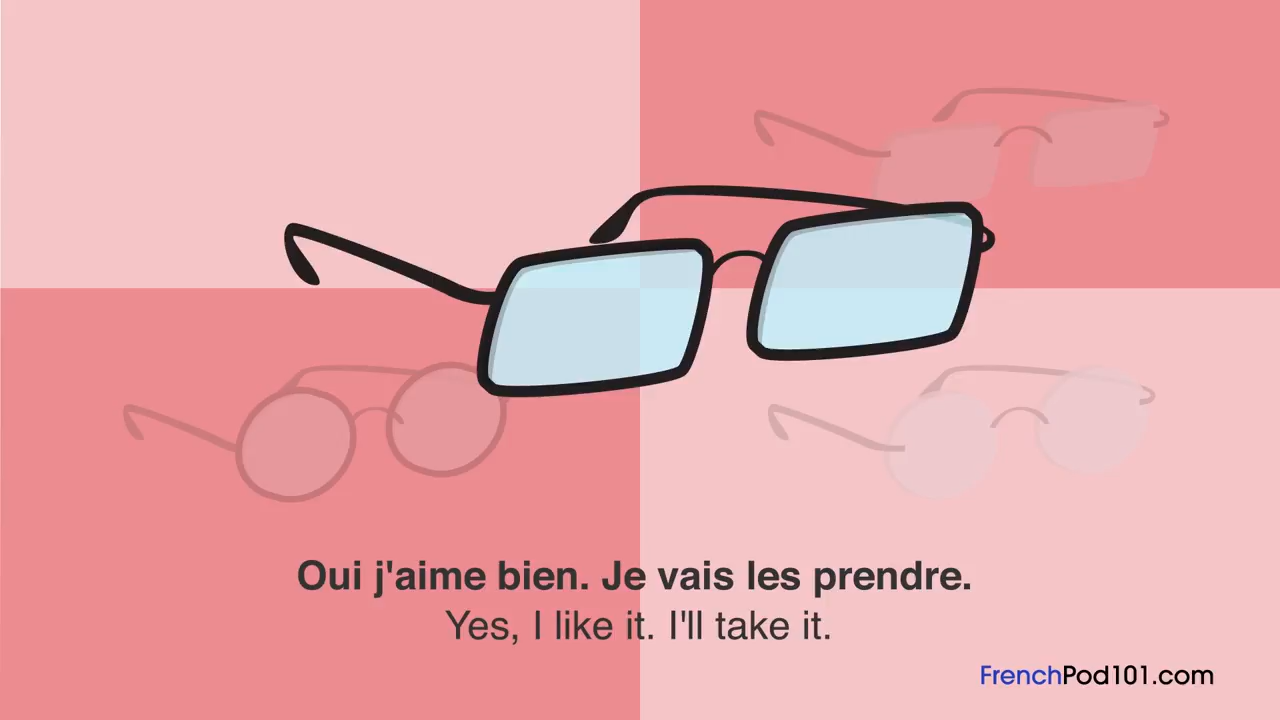 Oui j'aime bien. Je vais les prendre.
Yes, I like it. I'll take it.
FrenchPod101.com